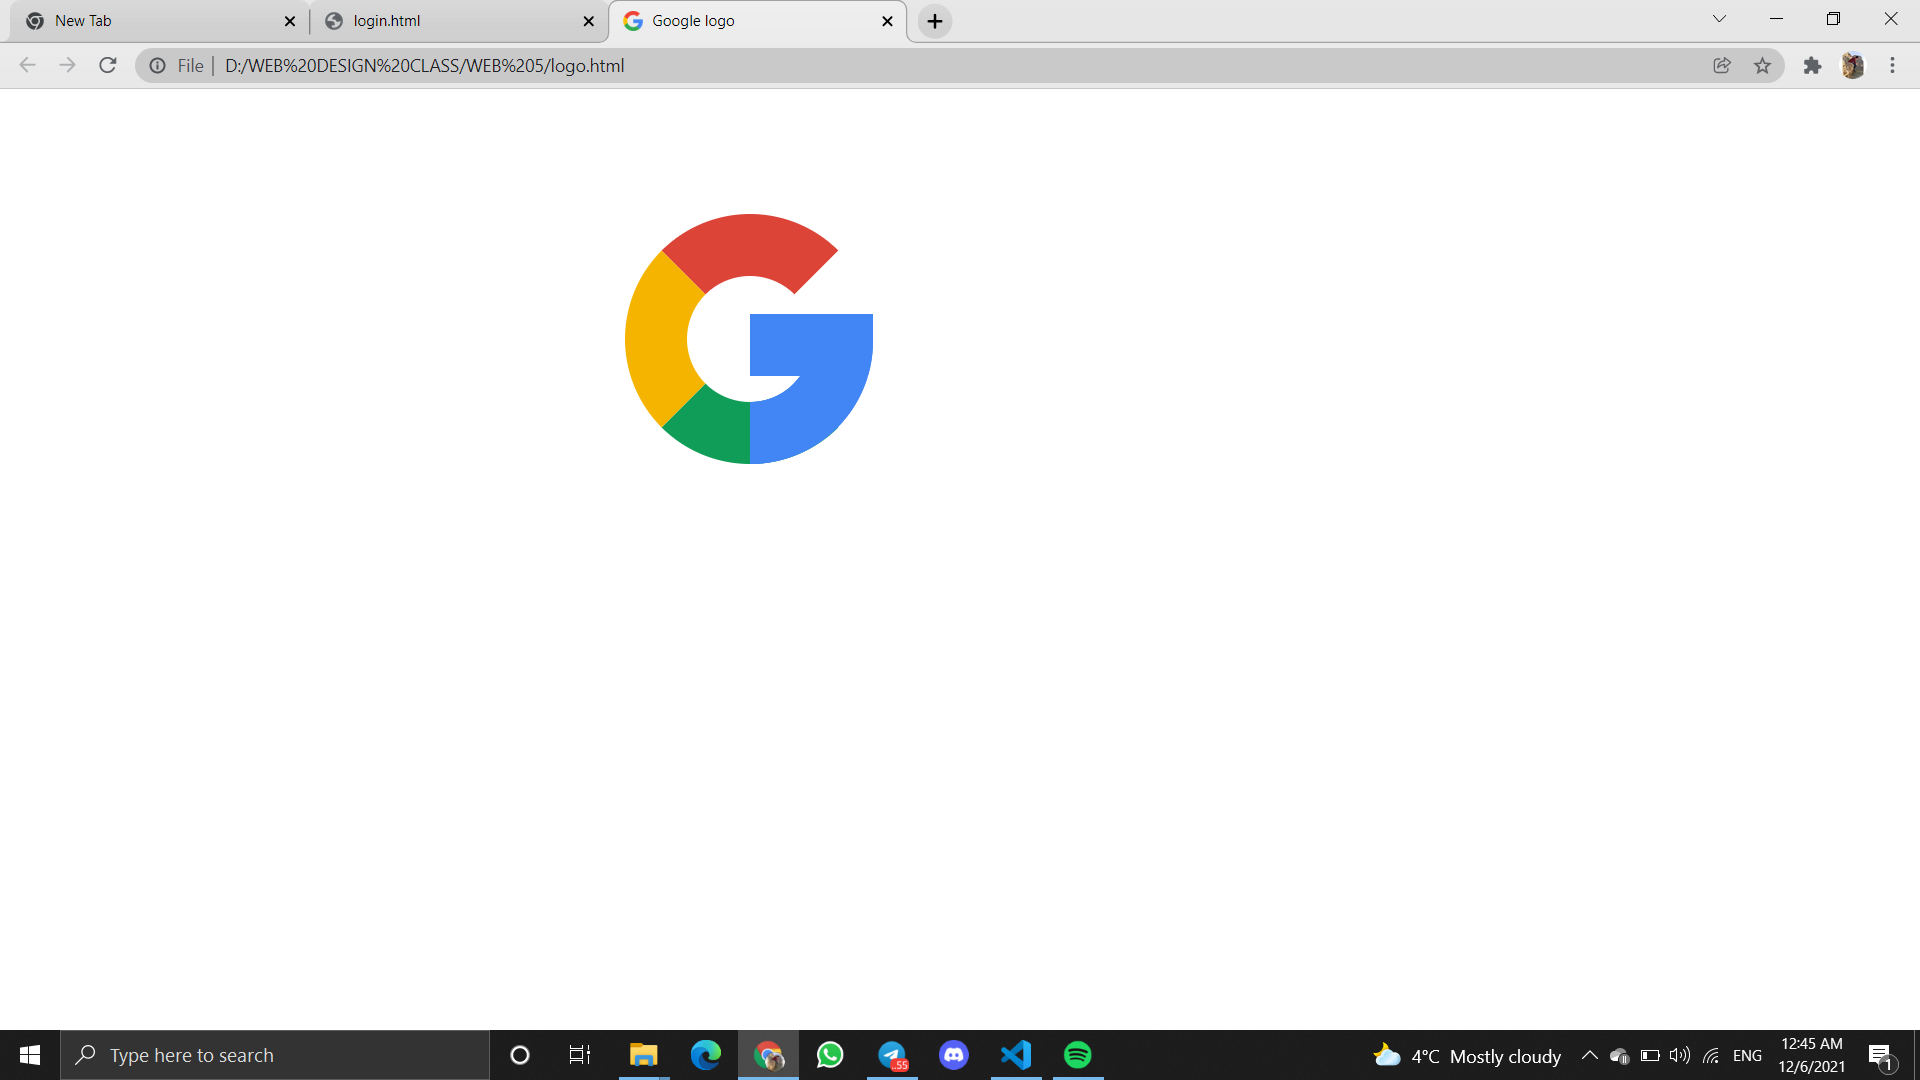 New Tab
login.html
Google logo
File
D:/WEB%20DESIGN%20CLASS/WEB%205/logo.html
Type here to search
..55
4°C Mostly cloudy
ENG
12:45 AM
12/6/2021
1